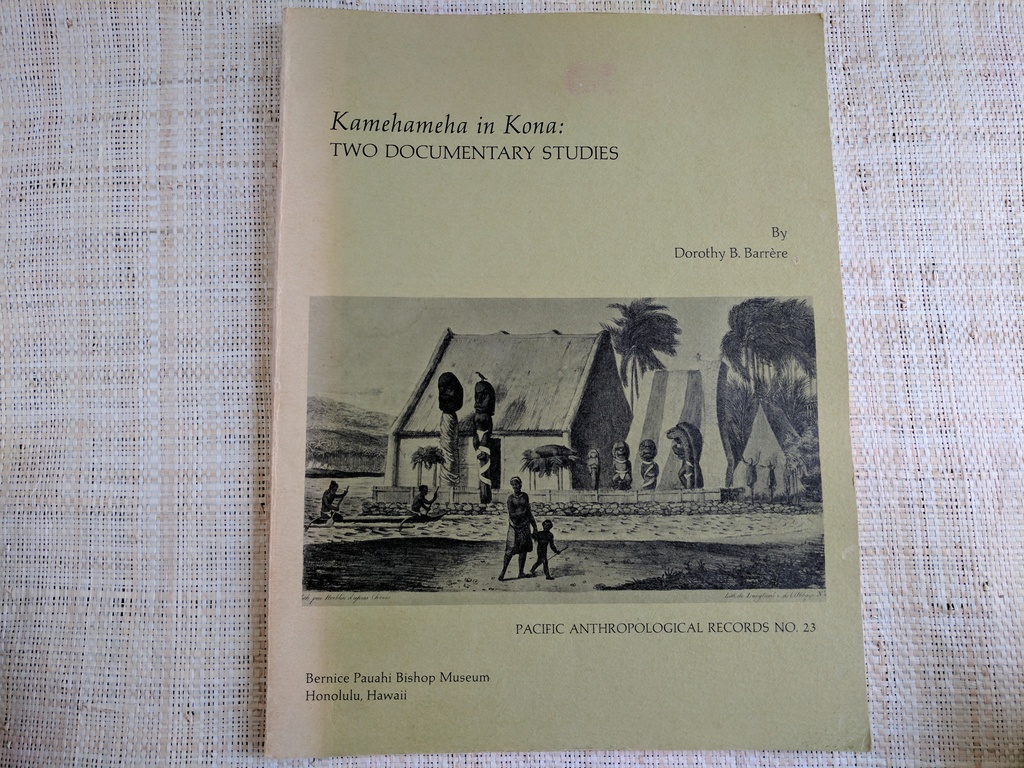 Kamehameha in Kona:
TWO DOCUMENTARY STUDIES
By
Dorothy B. Barrère
PACIFIC ANTHROPOLOGICAL RECORDS NO. 23
Bernice Pauahi Bishop Museum
Honolulu, Hawaii